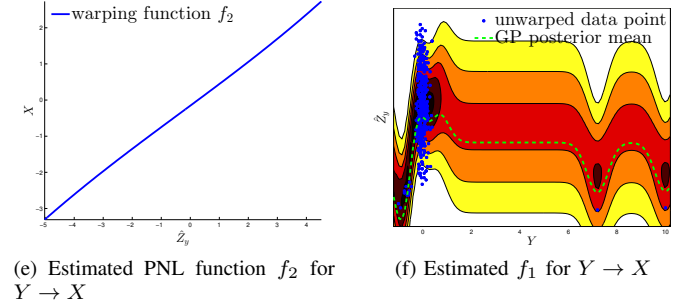 warping function f₂
2
1
0
−1
−2
−3
X
−5
−4
−3
−2
−1
0
1
2
3
4
Ẑ_y
unwarped data point
GP posterior mean
Ẑ_y
0
2
4
6
8
10
Y
(e) Estimated PNL function f₂ for
Y → X
(f) Estimated f₁ for Y → X